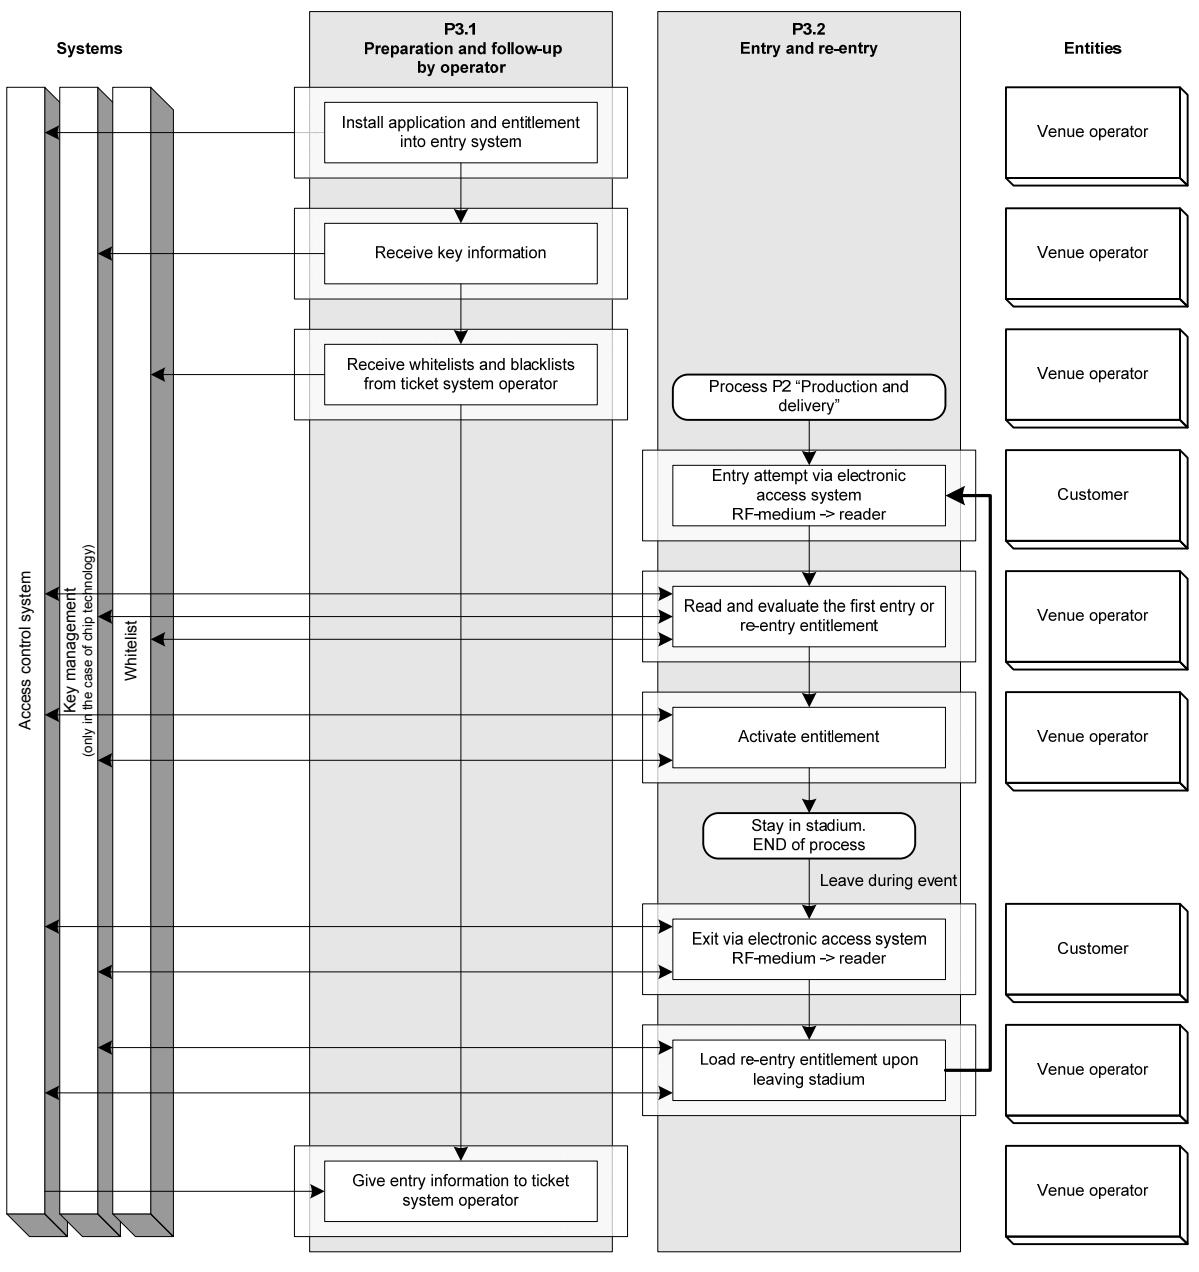 Systems
P3.1
Preparation and follow-up
by operator
P3.2
Entry and re-entry
Entities
Install application and entitlement
into entry system
Venue operator
Receive key information
Venue operator
Receive whitelists and blacklists
from ticket system operator
Process P2 “Production and
delivery”
Venue operator
Entry attempt via electronic
access system
RF-medium -> reader
Customer
Access control system
Key management
(only in the case of chip technology)
Whitelist
Read and evaluate the first entry or
re-entry entitlement
Venue operator
Activate entitlement
Venue operator
Stay in stadium.
END of process
Leave during event
Exit via electronic access system
RF-medium -> reader
Customer
Load re-entry entitlement upon
leaving stadium
Venue operator
Give entry information to ticket
system operator
Venue operator